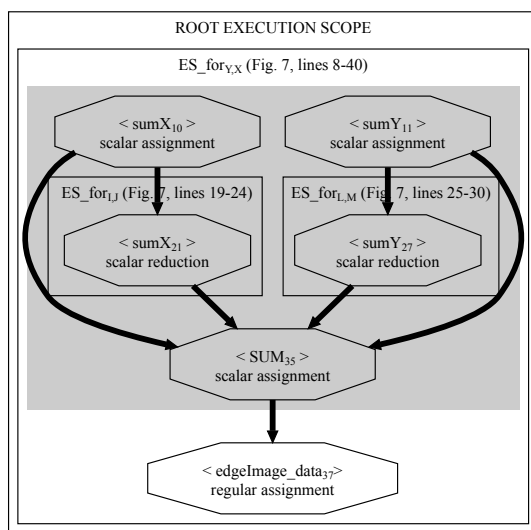 ROOT EXECUTION SCOPE
ES_forY,X (Fig. 7, lines 8-40)
< sumX10 >
scalar assignment
< sumY11 >
scalar assignment
ES_forI,J (Fig. 7, lines 19-24)
ES_forL,M (Fig. 7, lines 25-30)
< sumX21 >
scalar reduction
< sumY27 >
scalar reduction
< SUM35 >
scalar assignment
< edgeImage_data37>
regular assignment